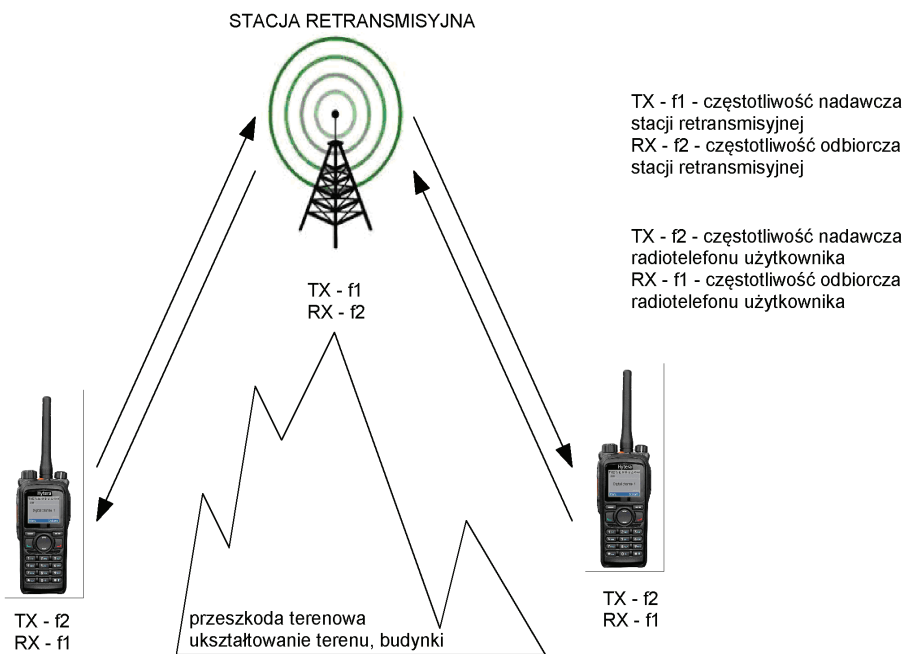 STACJA RETRANSMISYJNA
TX - f1 - częstotliwość nadawcza
stacji retransmisyjnej
RX - f2 - częstotliwość odbiorcza
stacji retransmisyjnej
TX - f2 - częstotliwość nadawcza
radiotelefonu użytkownika
RX - f1 - częstotliwość odbiorcza
radiotelefonu użytkownika
TX - f1
RX - f2
Hytera
Hytera
TX - f2
RX - f1
przeszkoda terenowa
ukształtowanie terenu, budynki
TX - f2
RX - f1